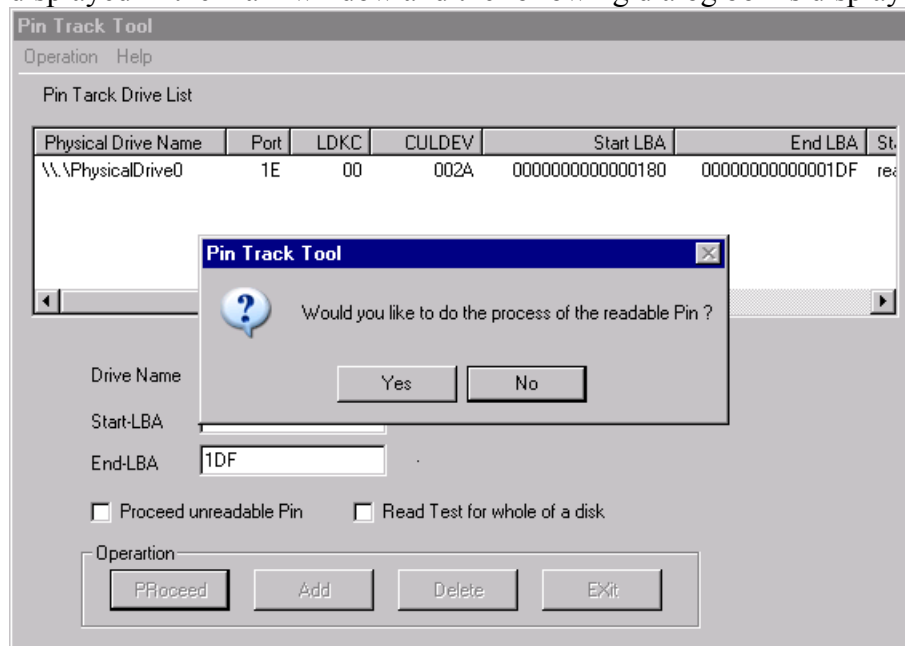 Pin Track Tool
Operation Help
Pin Tarck Drive List
Physical Drive Name Port LDKC CULDEV Start LBA End LBA
\\.\PhysicalDrive0 1E 00 002A 0000000000000180 00000000000001DF
Pin Track Tool
Would you like to do the process of the readable Pin ?
Yes No
Drive Name
Start-LBA
End-LBA 1DF
Proceed unreadable Pin Read Test for whole of a disk
Operartion
PRoceed Add Delete EXit